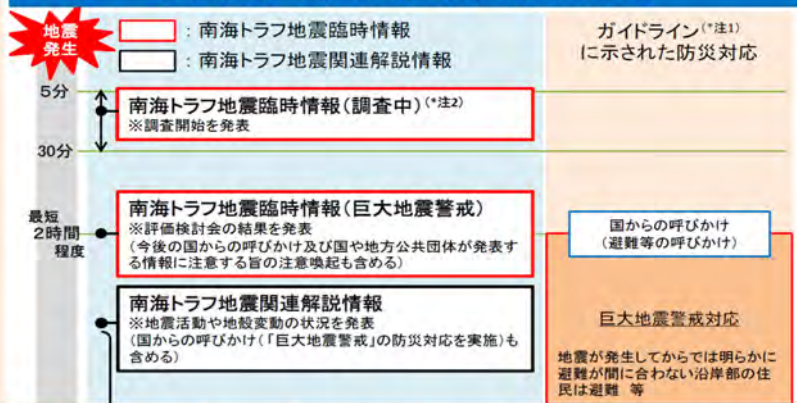 地震
発生
：南海トラフ地震臨時情報
：南海トラフ地震関連解説情報
ガイドライン(*注1)
に示された防災対応
5分
南海トラフ地震臨時情報(調査中)(*注2)
※調査開始を発表
30分
最短
2時間
程度
南海トラフ地震臨時情報(巨大地震警戒)
※評価検討会の結果を発表
(今後の国からの呼びかけ及び国や地方公共団体が発表す
る情報に注意する旨の注意喚起も含める)
国からの呼びかけ
(避難等の呼びかけ)
南海トラフ地震関連解説情報
※地震活動や地殻変動の状況を発表
(国からの呼びかけ(「巨大地震警戒」の防災対応を実施)も
含める)
巨大地震警戒対応
地震が発生してからでは明らかに
避難が間に合わない沿岸部の住
民は避難 等